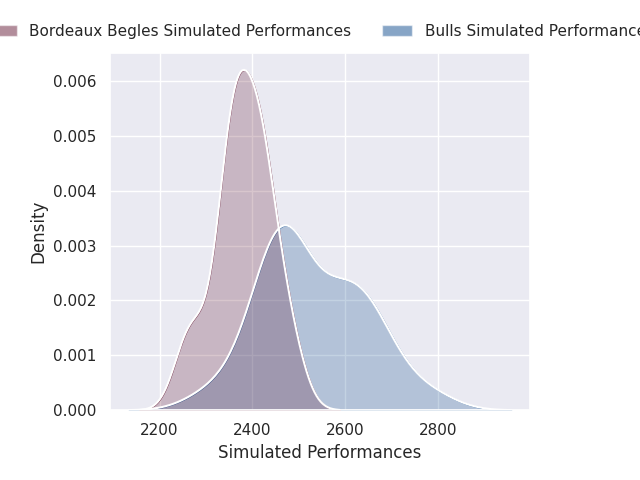 Bordeaux Begles Simulated Performances
Bulls Simulated Performance
0.006
0.005
0.004
0.003
0.002
0.001
0.000
Density
2200
2400
2600
2800
Simulated Performances